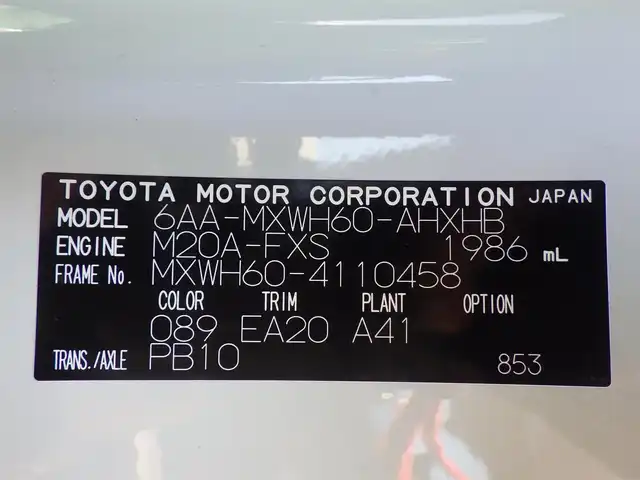 TOYOTA MOTOR CORPORATION JAPAN
MODEL 6AA-MXWH60-AHXHB
ENGINE M20A-FXS 1986 mL
FRAME No. MXWH60-4110458
COLOR TRIM PLANT OPTION
089 EA20 A41
TRANS./AXLE PB10 853